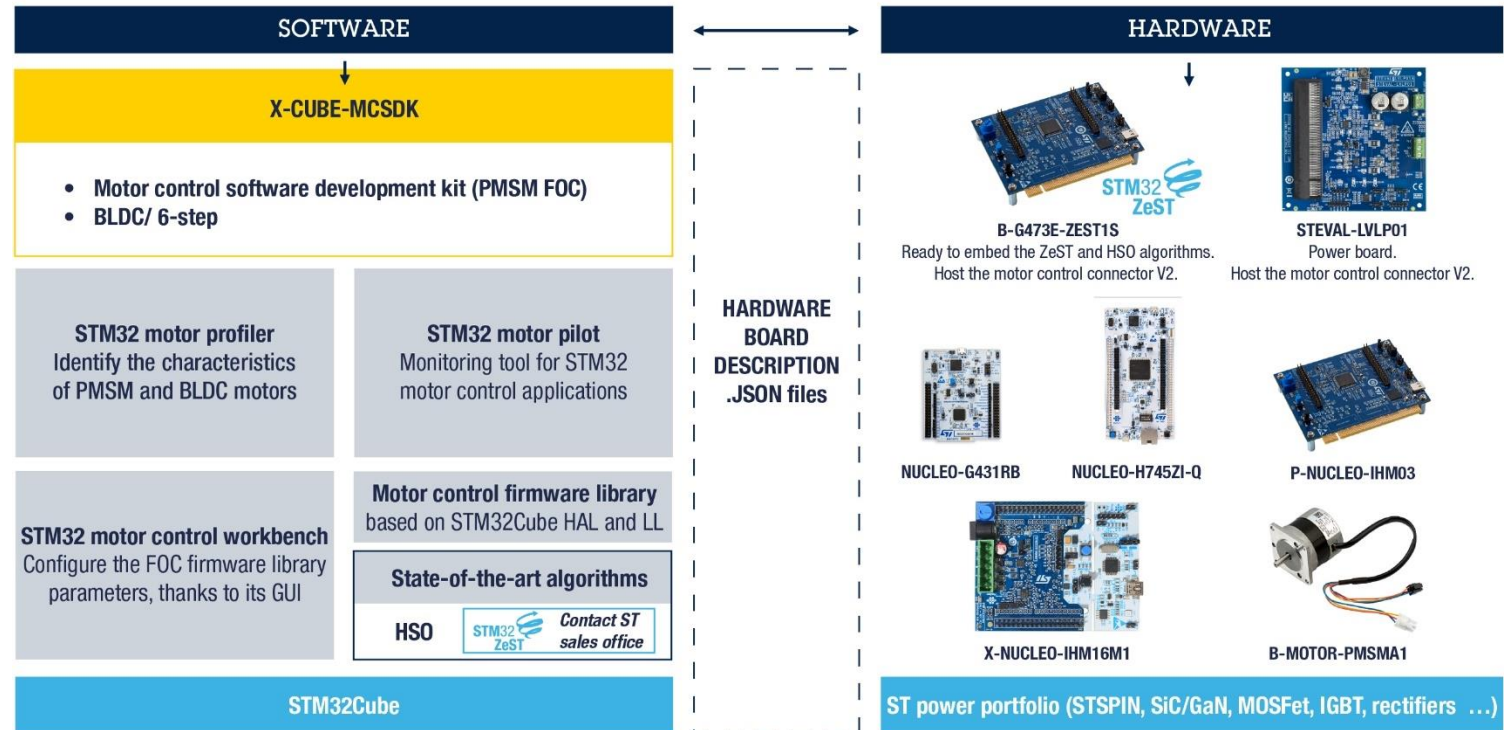 SOFTWARE
X-CUBE-MCSDK
• Motor control software development kit (PMSM FOC)
• BLDC/ 6-step
STM32 motor profiler
Identify the characteristics
of PMSM and BLDC motors
STM32 motor pilot
Monitoring tool for STM32
motor control applications
STM32 motor control workbench
Configure the FOC firmware library
parameters, thanks to its GUI
Motor control firmware library
based on STM32Cube HAL and LL
State-of-the-art algorithms
HSO
STM32
ZeST
Contact ST
sales office
STM32Cube
HARDWARE
BOARD
DESCRIPTION
.JSON files
HARDWARE
STM32
ZeST
B-G473E-ZEST1S
Ready to embed the ZeST and HSO algorithms.
Host the motor control connector V2.
STEVAL-LVLP01
Power board.
Host the motor control connector V2.
NUCLEO-G431RB
NUCLEO-H745ZI-Q
P-NUCLEO-IHM03
X-NUCLEO-IHM16M1
B-MOTOR-PMSMA1
ST power portfolio (STSPIN, SiC/GaN, MOSFet, IGBT, rectifiers …)